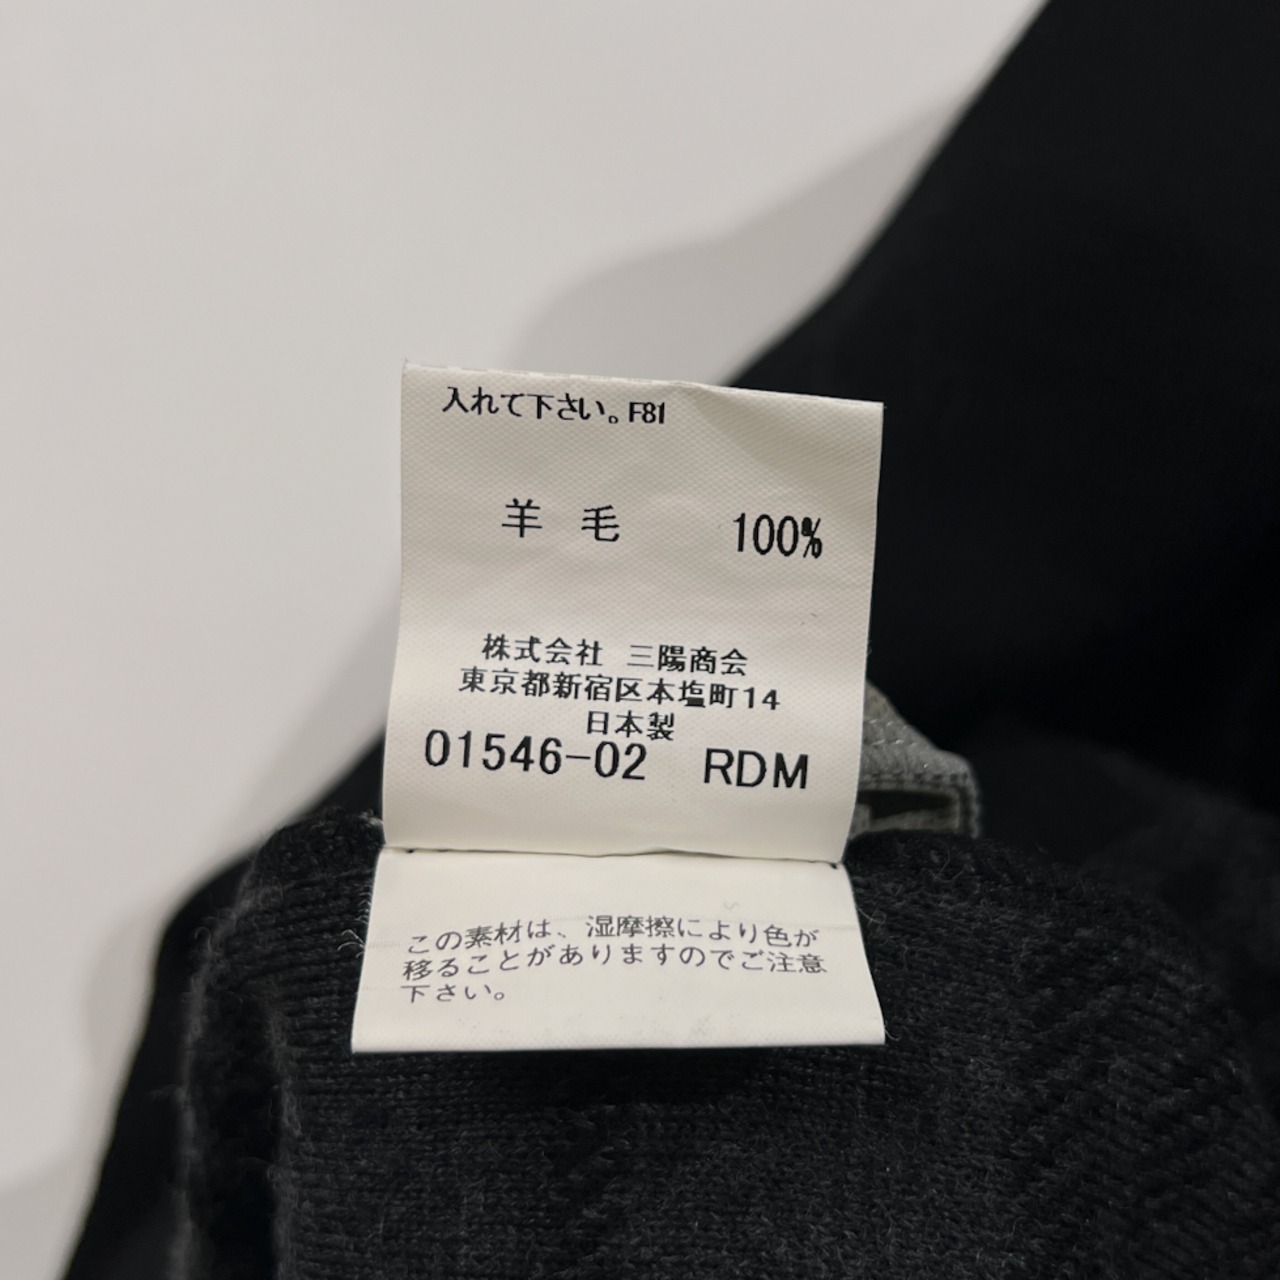 入れて下さい。F81
羊毛 100%
株式会社 三陽商会
東京都新宿区本塩町14
日本製
01546-02 RDM
この素材は、湿摩擦により色が
移ることがありますのでご注意
下さい。